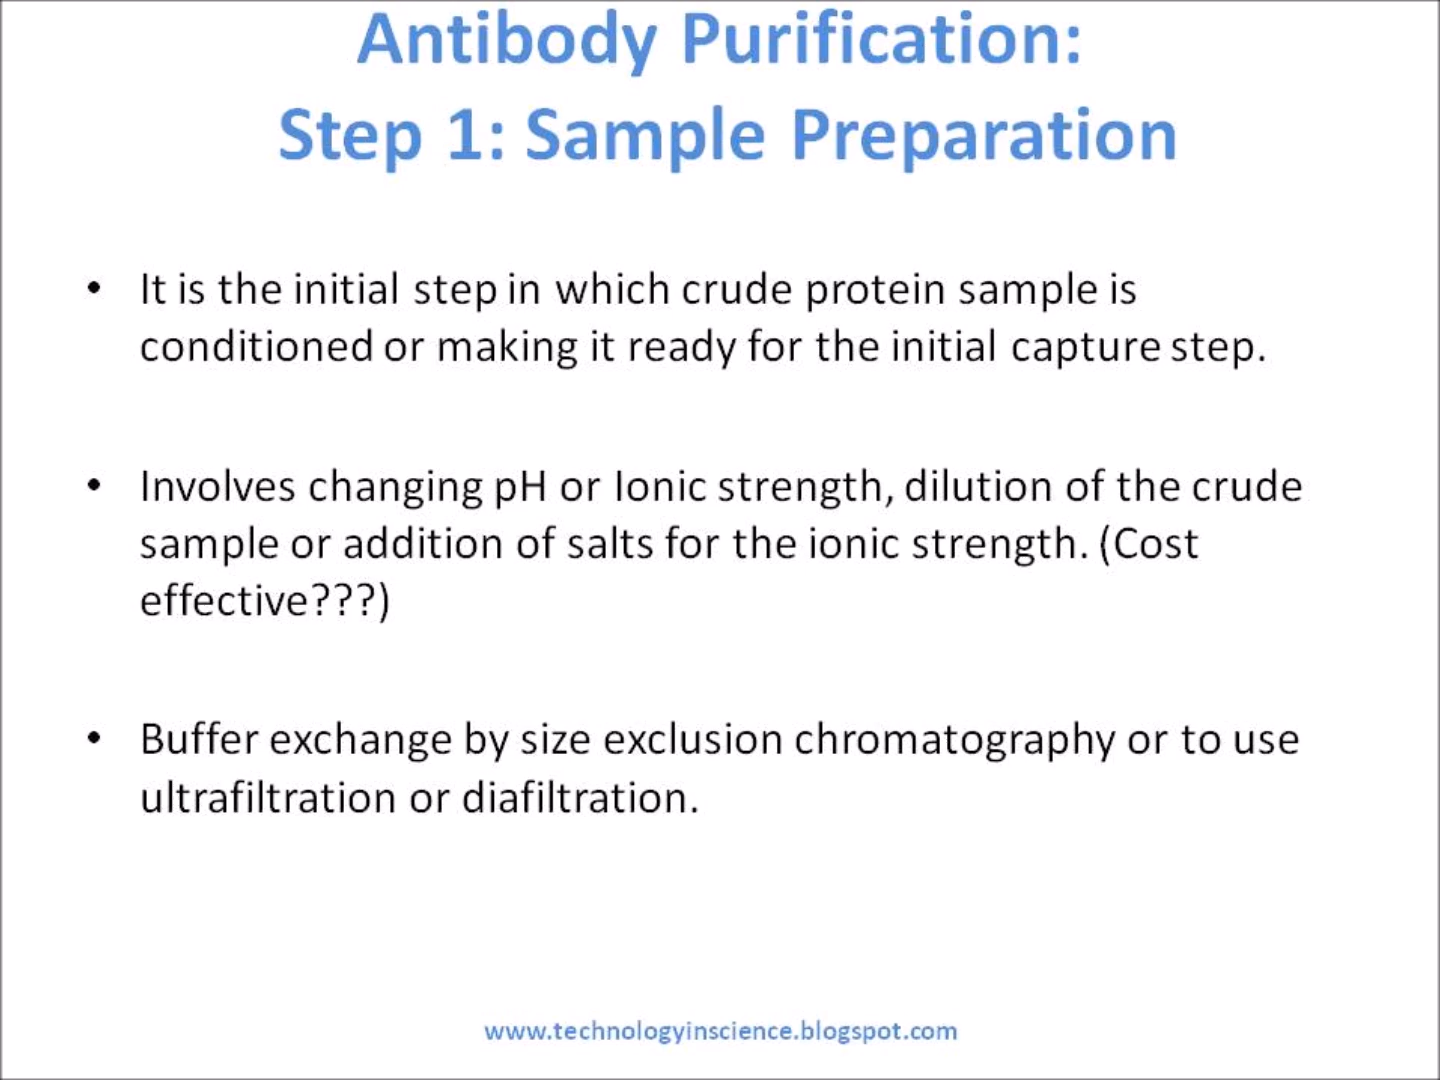 Antibody Purification:
Step 1: Sample Preparation
• It is the initial step in which crude protein sample is
conditioned or making it ready for the initial capture step.
• Involves changing pH or Ionic strength, dilution of the crude
sample or addition of salts for the ionic strength. (Cost
effective???)
• Buffer exchange by size exclusion chromatography or to use
ultrafiltration or diafiltration.
www.technologyinscience.blogspot.com